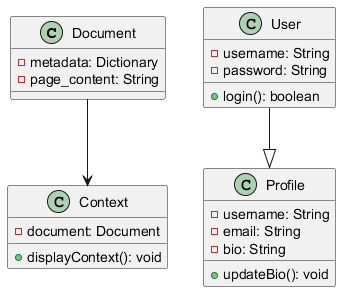 C Document
metadata: Dictionary
page_content: String
C User
username: String
password: String
login(): boolean
C Context
document: Document
displayContext(): void
C Profile
username: String
email: String
bio: String
updateBio(): void